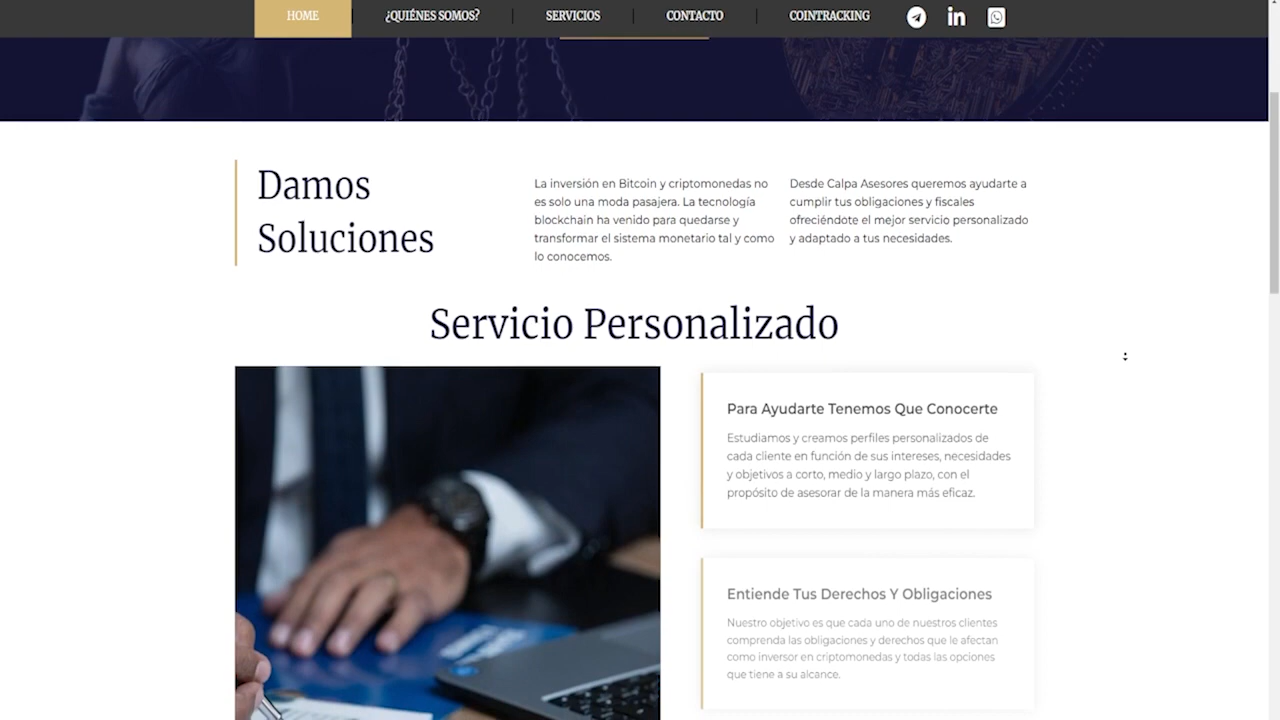 HOME
¿QUIÉNES SOMOS?
SERVICIOS
CONTACTO
COINTRACKING
Damos
Soluciones
La inversión en Bitcoin y criptomonedas no
es solo una moda pasajera. La tecnología
blockchain ha venido para quedarse y
transformar el sistema monetario tal y como
lo conocemos.
Desde Calpa Asesores queremos ayudarte a
cumplir tus obligaciones y fiscales
ofreciéndote el mejor servicio personalizado
y adaptado a tus necesidades.
Servicio Personalizado
Para Ayudarte Tenemos Que Conocerte
Estudiamos y creamos perfiles personalizados de
cada cliente en función de sus intereses, necesidades
y objetivos a corto, medio y largo plazo, con el
propósito de asesorar de la manera más eficaz.
Entiende Tus Derechos Y Obligaciones
Nuestro objetivo es que cada uno de nuestros clientes
comprenda las obligaciones y derechos que le afectan
como inversor en criptomonedas y todas las opciones
que tiene a su alcance.